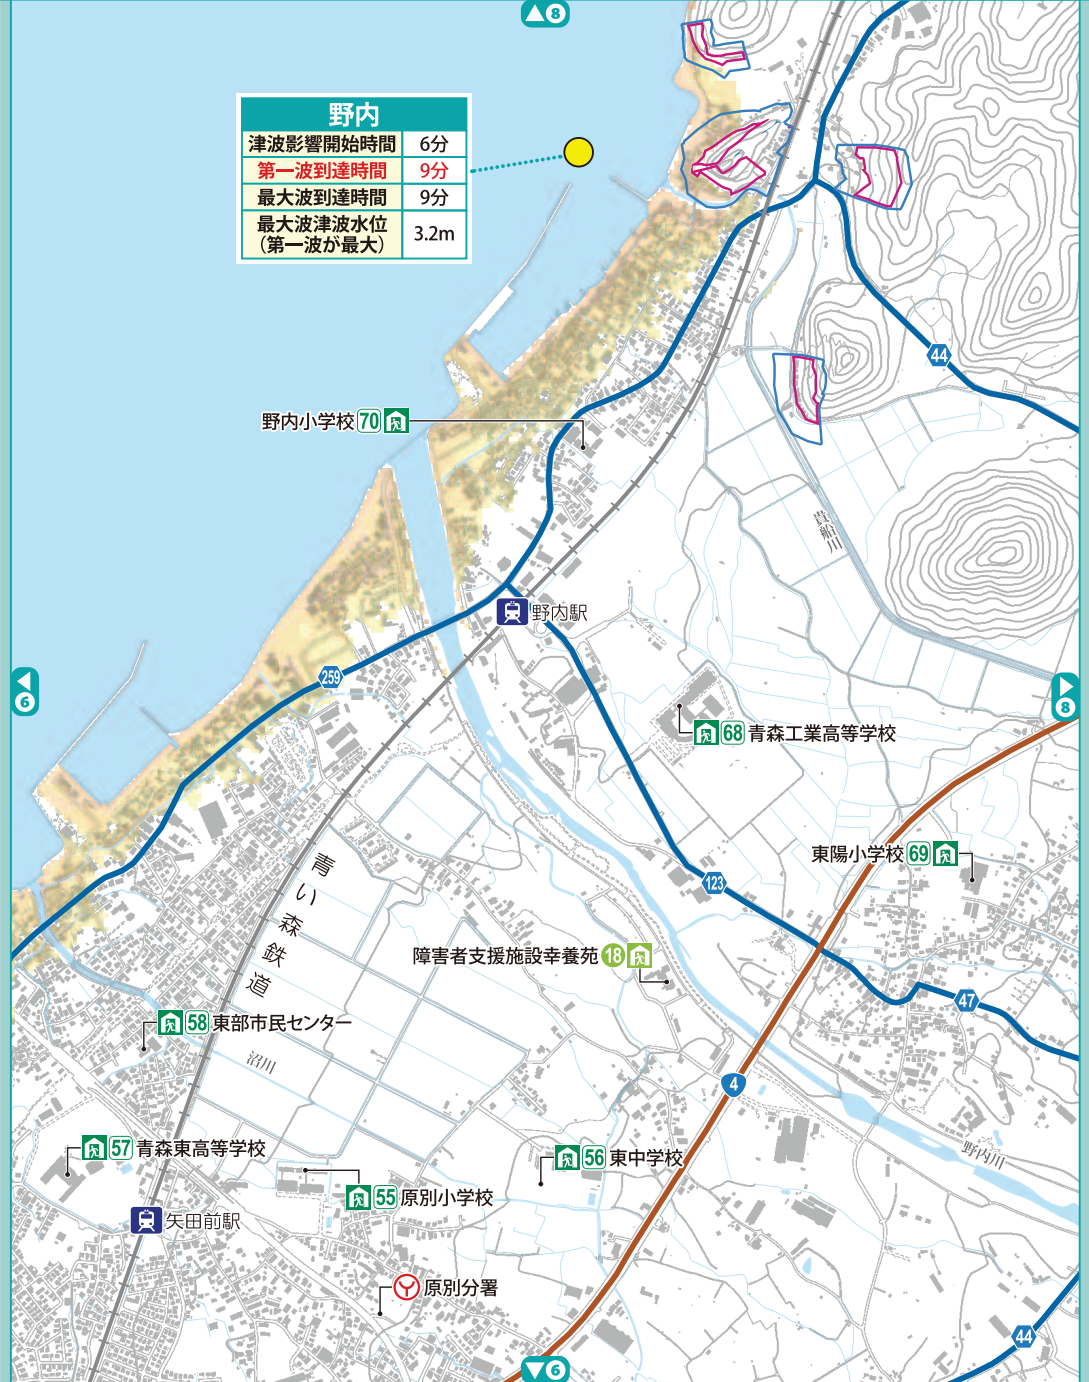 8
野内
津波影響開始時間 6分
第一波到達時間 9分
最大波到達時間 9分
最大波津波水位
（第一波が最大） 3.2m
44
野内小学校 70
貴船川
野内駅
259
6
8
68 青森工業高等学校
東陽小学校 69
青い森鉄道
123
障害者支援施設幸養苑 18
47
58 東部市民センター
沼川
4
57 青森東高等学校
56 東中学校
野内川
55 原別小学校
矢田前駅
原別分署
44
6